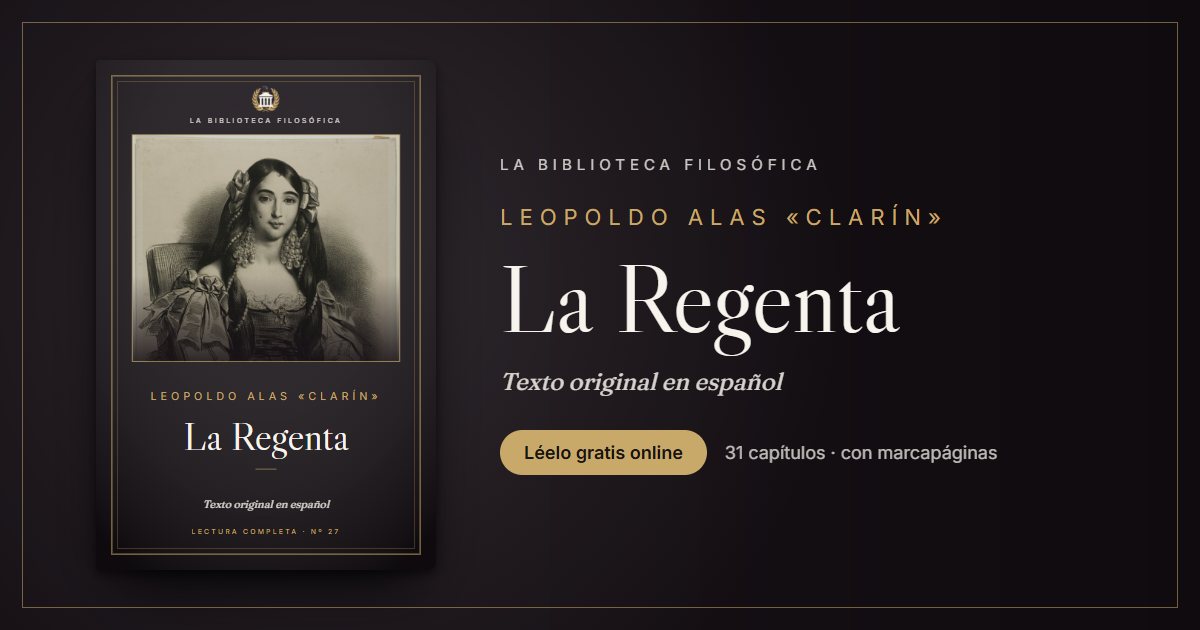 LA BIBLIOTECA FILOSÓFICA
LEOPOLDO ALAS «CLARÍN»
La Regenta
Texto original en español
LECTURA COMPLETA · Nº 27
LA BIBLIOTECA FILOSÓFICA
LEOPOLDO ALAS «CLARÍN»
La Regenta
Texto original en español
Léelo gratis online
31 capítulos · con marcapáginas